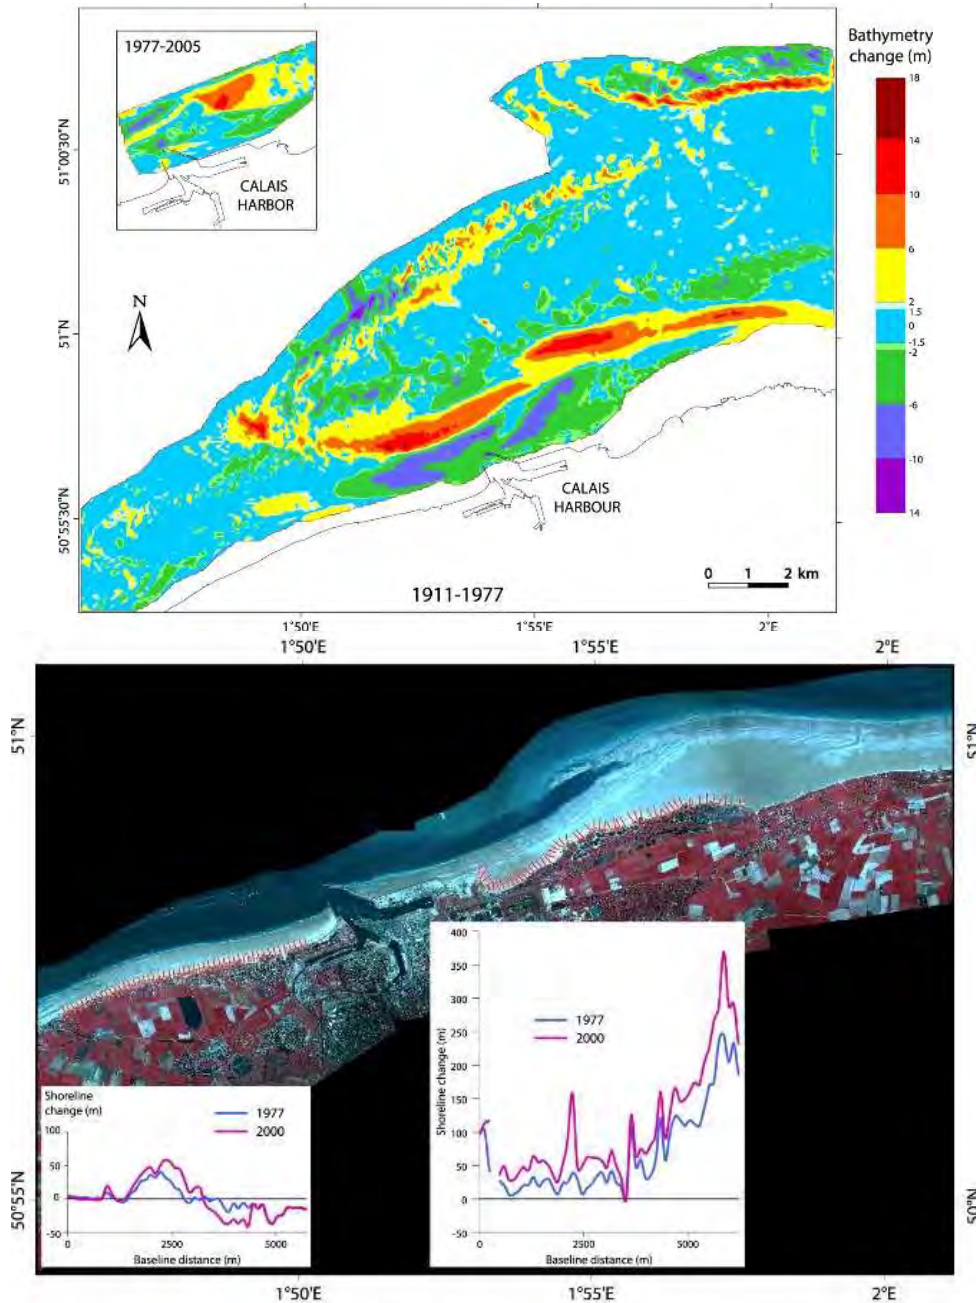 1977-2005
CALAIS
HARBOR
Bathymetry
change (m)
18
14
10
6
2
1.5
0
-1.5
-2
-6
-10
14
51°00'30"N
51°N
50°55'30"N
N
CALAIS
HARBOUR
0 1 2 km
1911-1977
1°50'E 1°55'E 2°E
1°50'E 1°55'E 2°E
51°N 51°N
50°55'N 50°55'N
400
350
300
250
200
150
100
50
0
-50
Shoreline change (m)
1977
2000
0 2500 5000
Baseline distance (m)
Shoreline
change (m)
1977
2000
100
50
0
-50
0 2500 5000
Baseline distance (m)
1°50'E 1°55'E 2°E